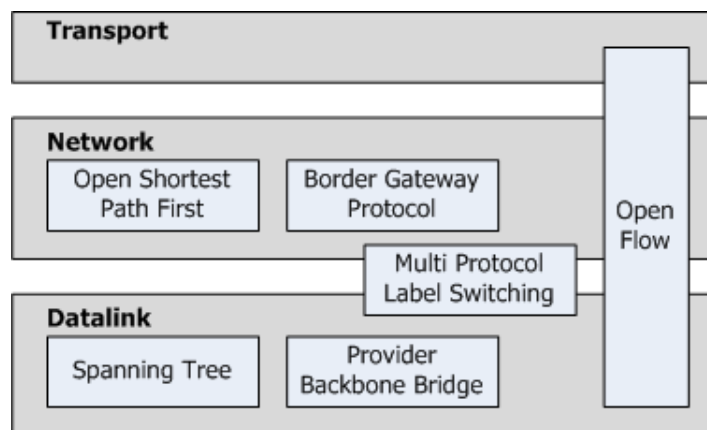 Transport
Network
Open Shortest
Path First
Border Gateway
Protocol
Open
Flow
Multi Protocol
Label Switching
Datalink
Spanning Tree
Provider
Backbone Bridge